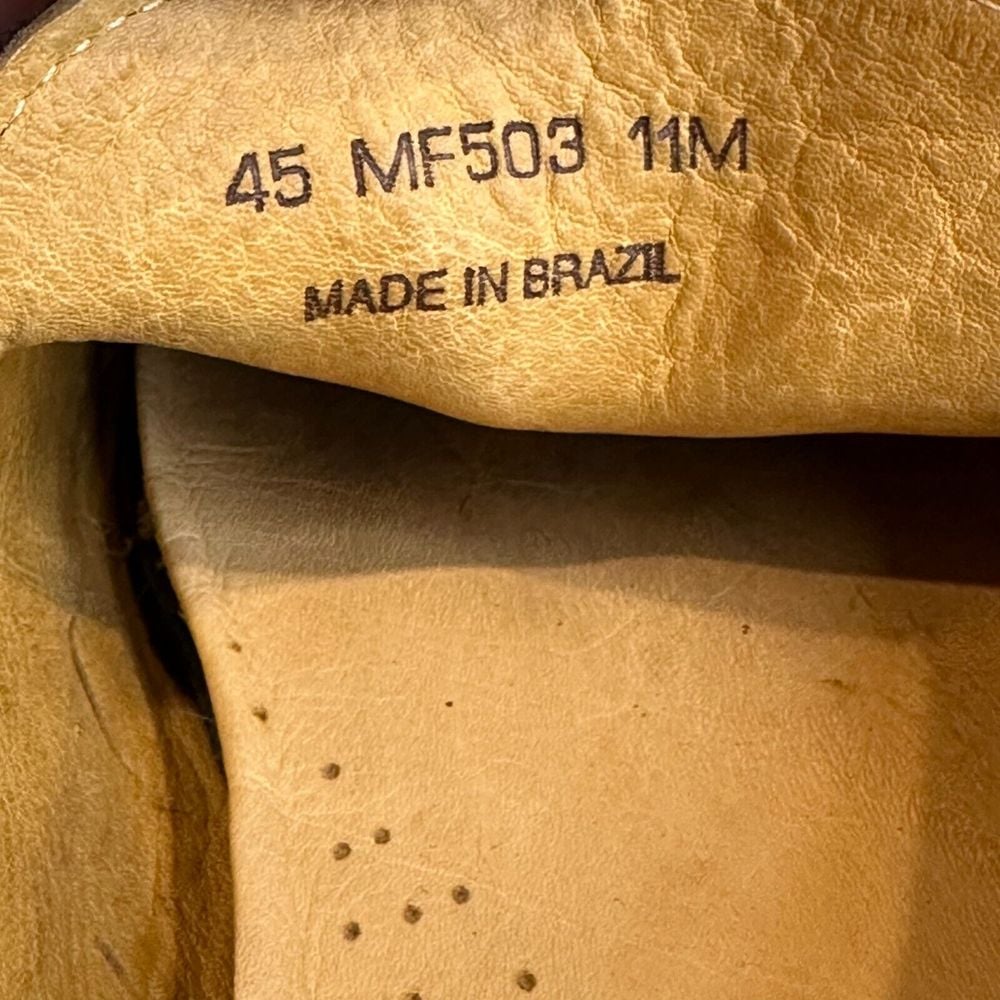 45 MF503 11M
MADE IN BRAZIL